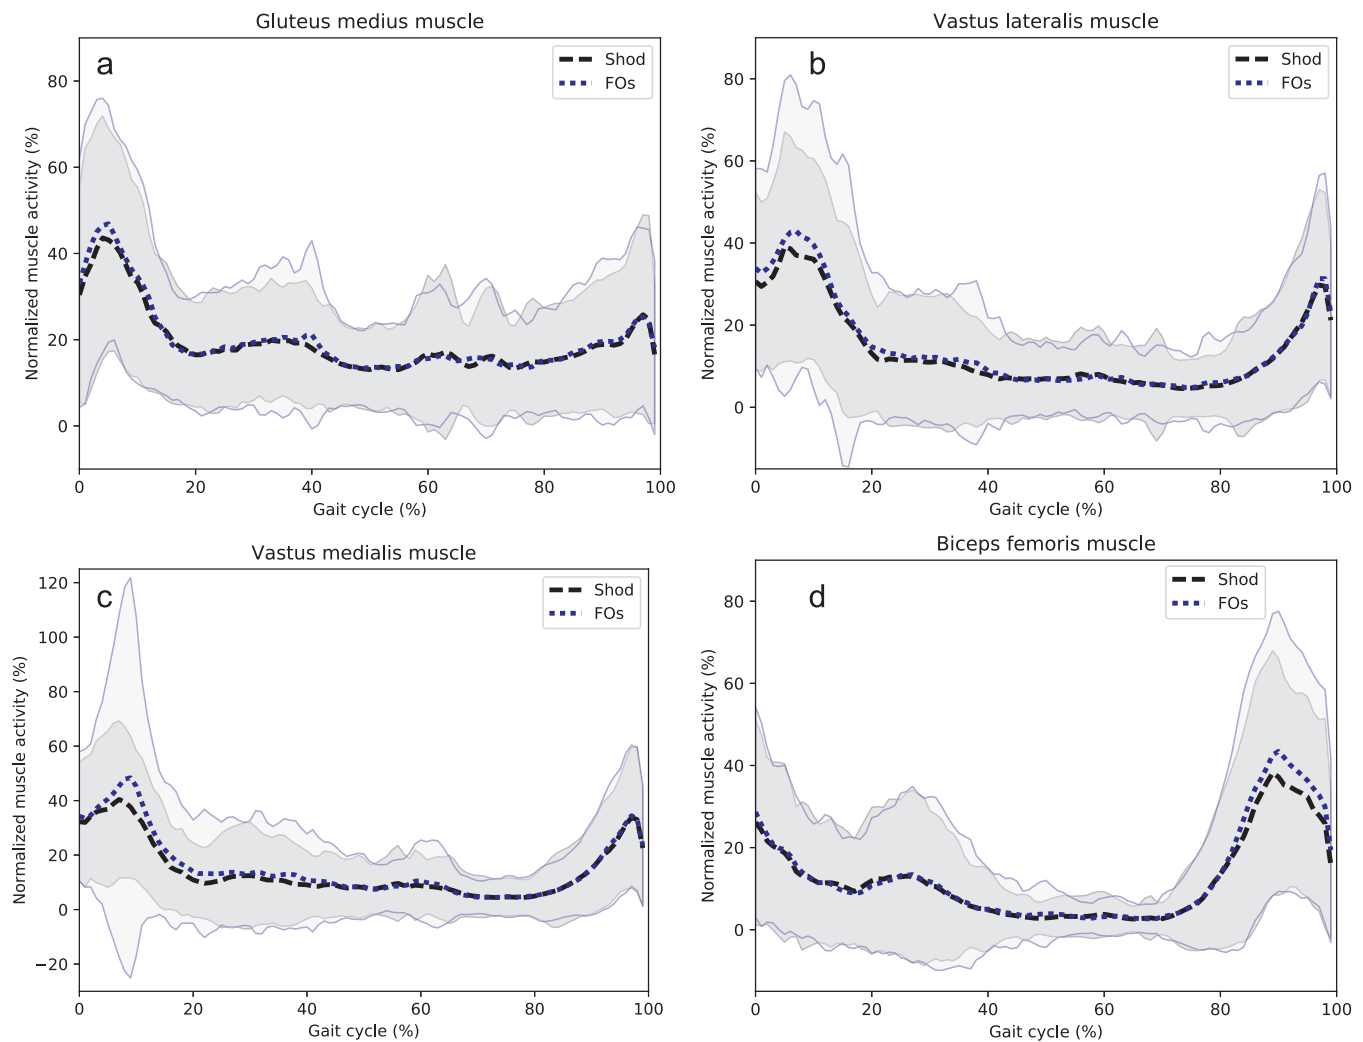 Gluteus medius muscle
a
Shod
FOs
Normalized muscle activity (%)
80
60
40
20
0
0 20 40 60 80 100
Gait cycle (%)
Vastus lateralis muscle
b
Shod
FOs
Normalized muscle activity (%)
80
60
40
20
0
0 20 40 60 80 100
Gait cycle (%)
Vastus medialis muscle
c
Shod
FOs
Normalized muscle activity (%)
120
100
80
60
40
20
0
−20
0 20 40 60 80 100
Gait cycle (%)
Biceps femoris muscle
d
Shod
FOs
Normalized muscle activity (%)
80
60
40
20
0
0 20 40 60 80 100
Gait cycle (%)